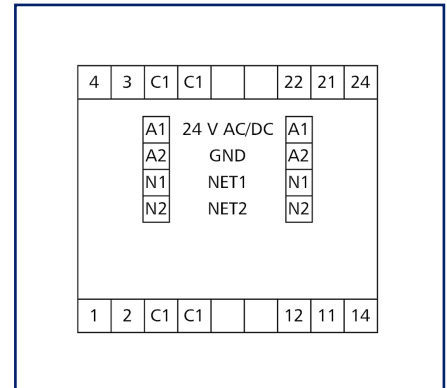 4 3 C1 C1 22 21 24
A1 24 V AC/DC A1
A2 GND A2
N1 NET1 N1
N2 NET2 N2
1 2 C1 C1 12 11 14